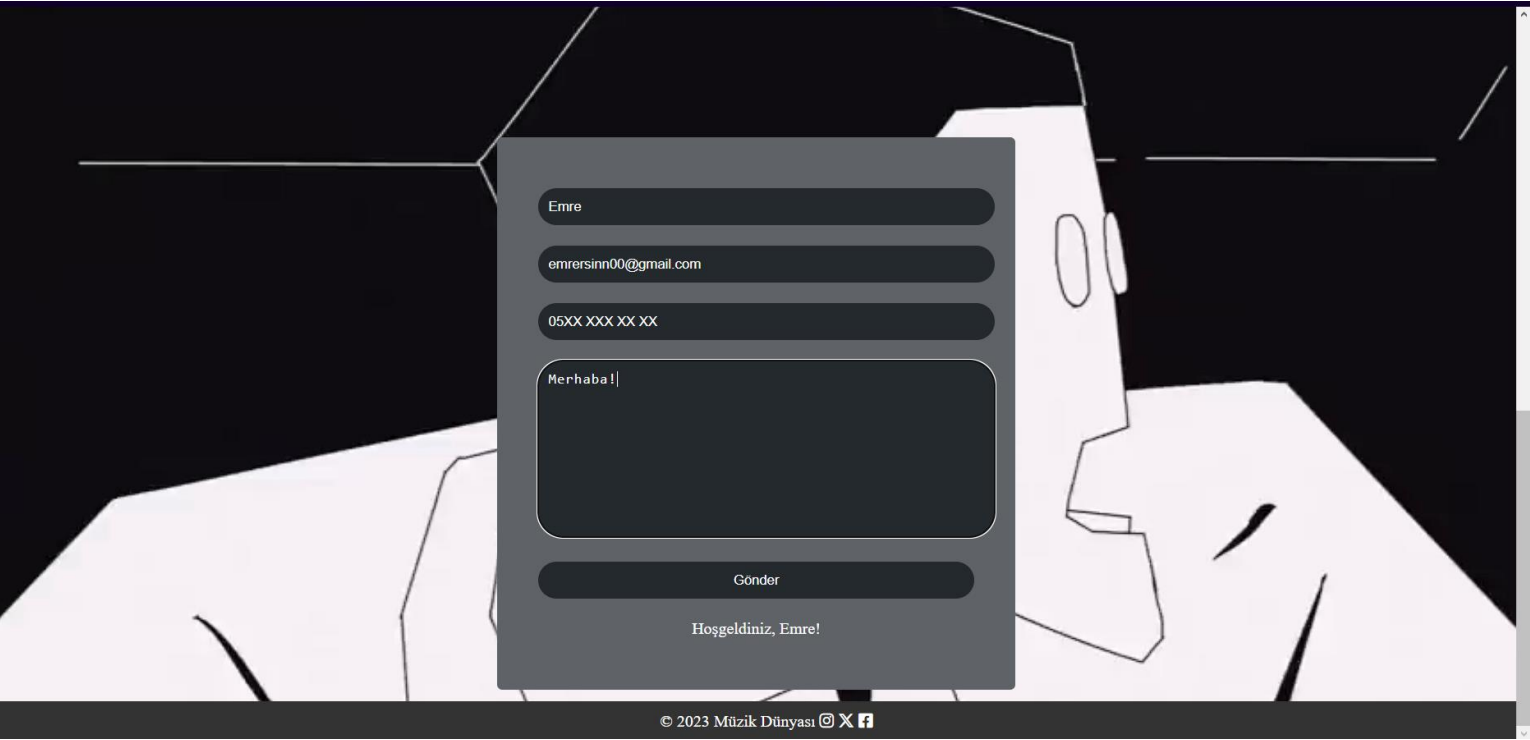 Emre
emrersinn00@gmail.com
05XX XXX XX XX
Merhaba!
Gönder
Hoşgeldiniz, Emre!
© 2023 Müzik Dünyası